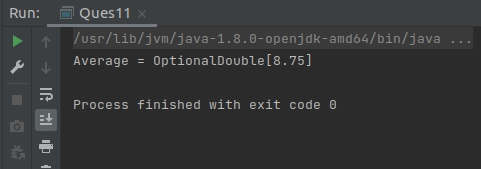 Run: Ques11
/usr/lib/jvm/java-1.8.0-openjdk-amd64/bin/java ...
Average = OptionalDouble[8.75]
Process finished with exit code 0